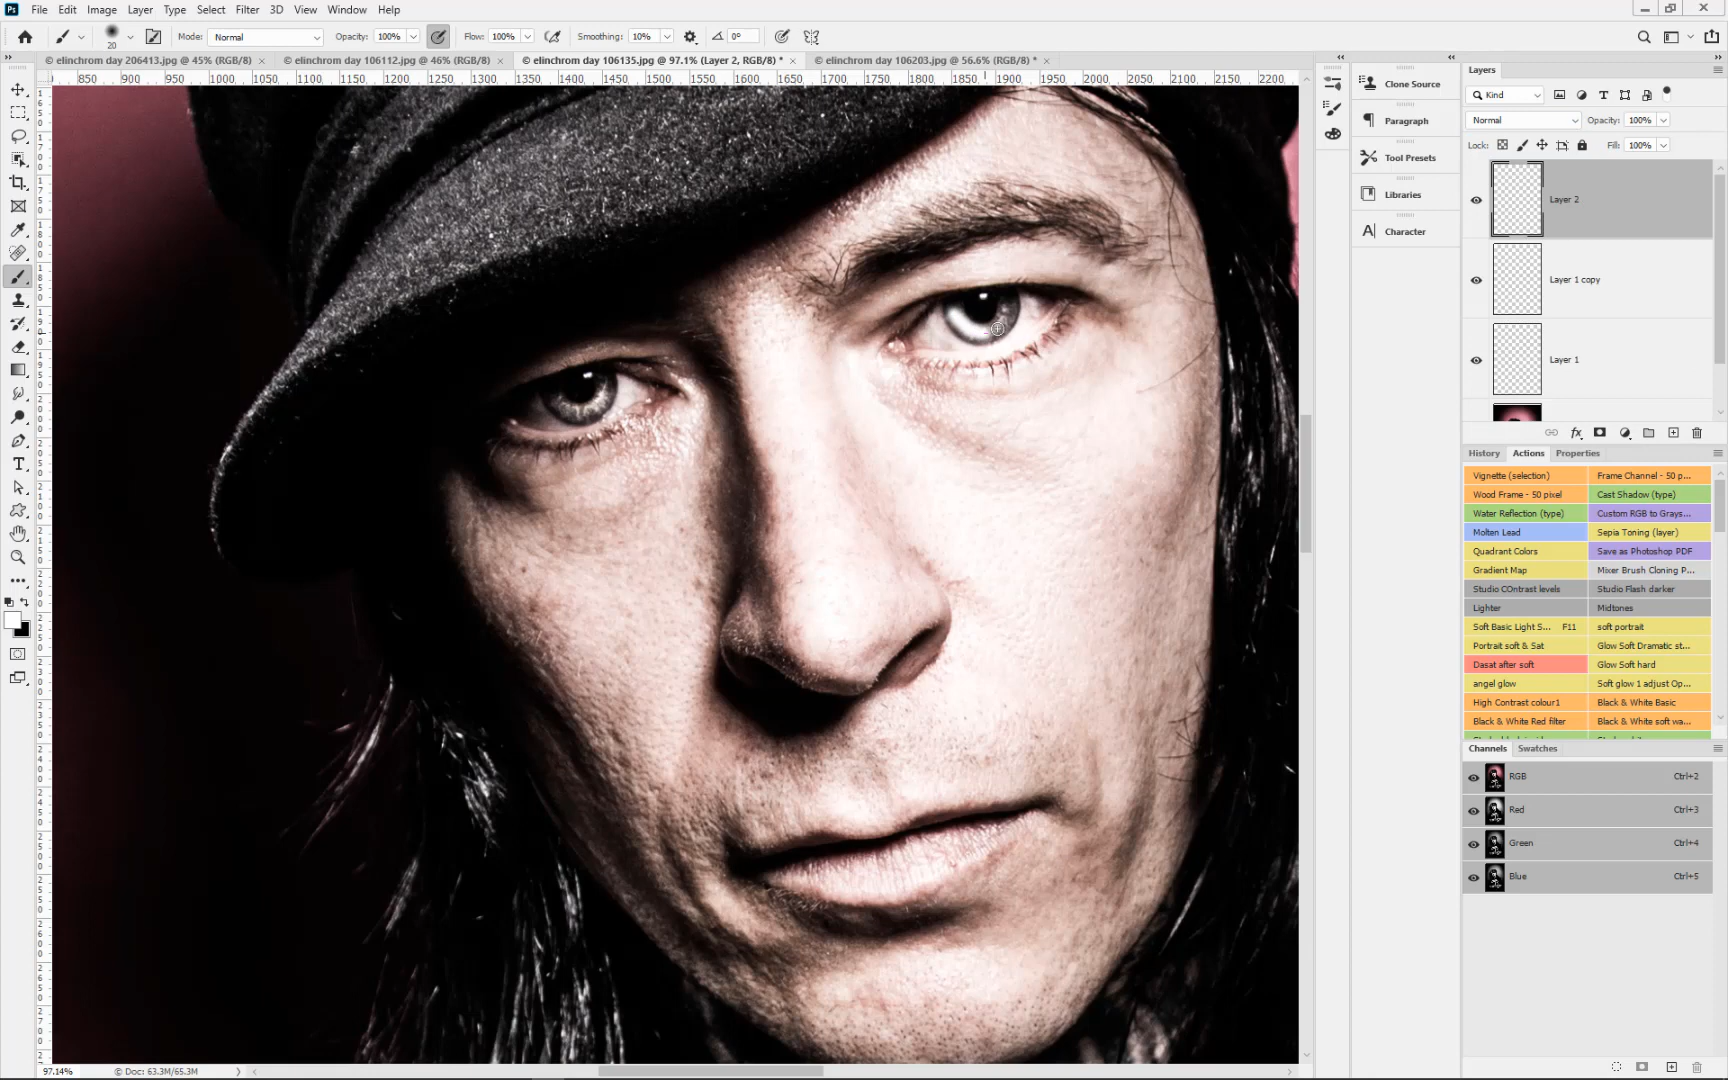 Ps File Edit Image Layer Type Select Filter 3D View Window Help
20 Mode: Normal Opacity: 100% Flow: 100% Smoothing: 10% 0°
© elinchrom day 206413.jpg @ 45% (RGB/8) × © elinchrom day 106112.jpg @ 46% (RGB/8) × © elinchrom day 106135.jpg @ 97.1% (Layer 2, RGB/8) * × © elinchrom day 106203.jpg @ 56.6% (RGB/8) * ×
850 900 950 1000 1050 1100 1150 1200 1250 1300 1350 1400 1450 1500 1550 1600 1650 1700 1750 1800 1850 1900 1950 2000 2050 2100 2150 2200
Clone Source
Paragraph
Tool Presets
Libraries
Character
Layers
Kind
Normal Opacity: 100%
Lock: Fill: 100%
Layer 2
Layer 1 copy
Layer 1
fx
History Actions Properties
Vignette (selection) Frame Channel - 50 p...
Wood Frame - 50 pixel Cast Shadow (type)
Water Reflection (type) Custom RGB to Grays...
Molten Lead Sepia Toning (layer)
Quadrant Colors Save as Photoshop PDF
Gradient Map Mixer Brush Cloning P...
Studio COntrast levels Studio Flash darker
Lighter Midtones
Soft Basic Light S... F11 soft portrait
Portrait soft & Sat Glow Soft Dramatic st...
Dasat after soft Glow Soft hard
angel glow Soft glow 1 adjust Op...
High Contrast colour1 Black & White Basic
Black & White Red filter Black & White soft wa...
Channels Swatches
RGB Ctrl+2
Red Ctrl+3
Green Ctrl+4
Blue Ctrl+5
97.14% © Doc: 63.3M/65.3M